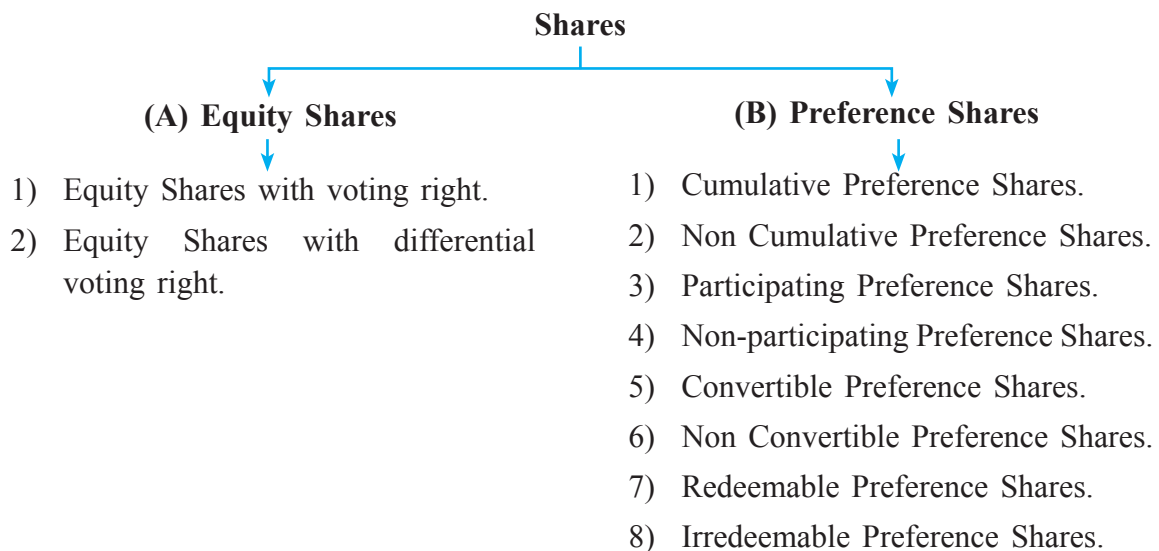 Shares
(A) Equity Shares
1) Equity Shares with voting right.
2) Equity Shares with differential
voting right.
(B) Preference Shares
1) Cumulative Preference Shares.
2) Non Cumulative Preference Shares.
3) Participating Preference Shares.
4) Non-participating Preference Shares.
5) Convertible Preference Shares.
6) Non Convertible Preference Shares.
7) Redeemable Preference Shares.
8) Irredeemable Preference Shares.